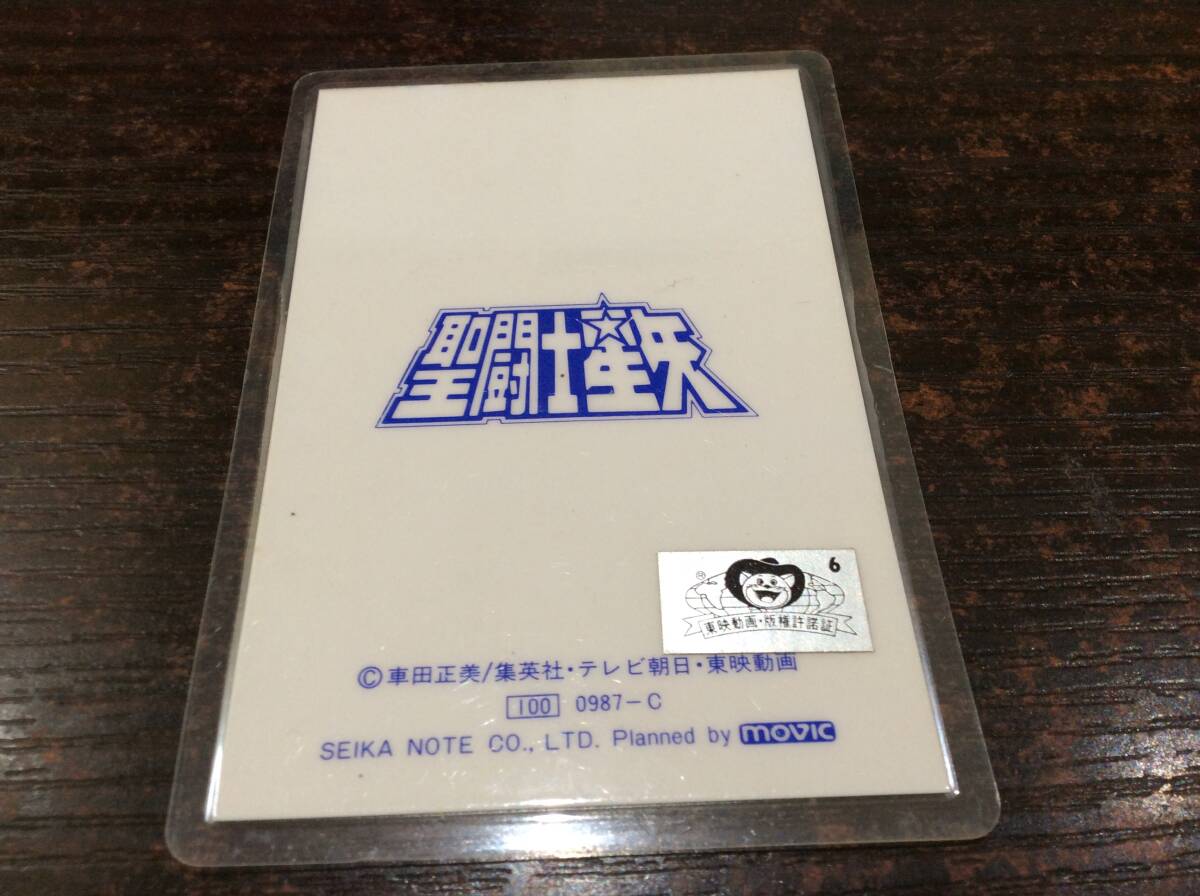 聖闘士星矢
6
東映動画・版権許諾証
©車田正美/集英社・テレビ朝日・東映動画
100 0987-C
SEIKA NOTE CO., LTD. Planned by movic